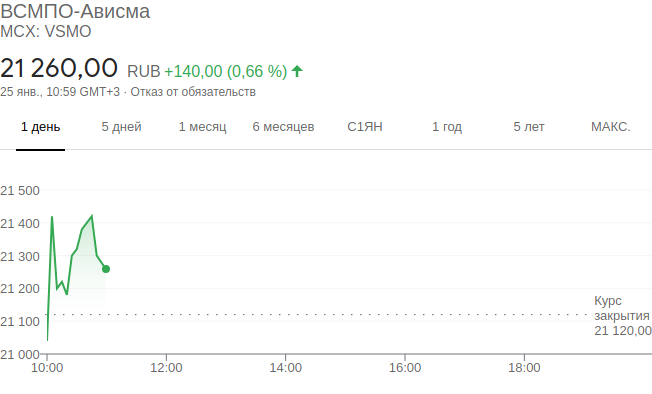 ВСМПО-Ависма
MCX: VSMO
21 260,00 RUB +140,00 (0,66 %)
25 янв., 10:59 GMT+3 · Отказ от обязательств
1 день 5 дней 1 месяц 6 месяцев С1ЯН 1 год 5 лет МАКС.
21 500
21 400
21 300
21 200
21 100
21 000
Курс
закрытия
21 120,00
10:00 12:00 14:00 16:00 18:00